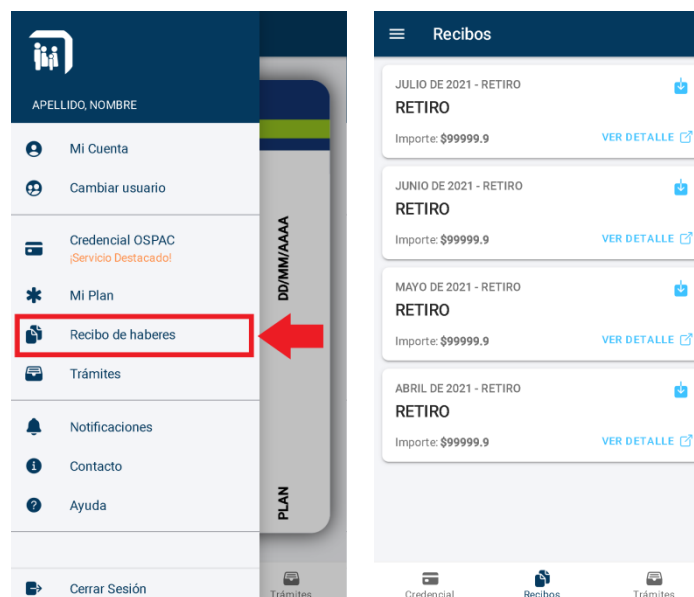 APELLIDO, NOMBRE
Mi Cuenta
Cambiar usuario
Credencial OSPAC
¡Servicio Destacado!
Mi Plan
Recibo de haberes
Trámites
Notificaciones
Contacto
Ayuda
Cerrar Sesión
DD/MM/AAAA
PLAN
Trámites
Recibos
JULIO DE 2021 - RETIRO
RETIRO
Importe: $99999.9
VER DETALLE
JUNIO DE 2021 - RETIRO
RETIRO
Importe: $99999.9
VER DETALLE
MAYO DE 2021 - RETIRO
RETIRO
Importe: $99999.9
VER DETALLE
ABRIL DE 2021 - RETIRO
RETIRO
Importe: $99999.9
VER DETALLE
Credencial
Recibos
Trámites